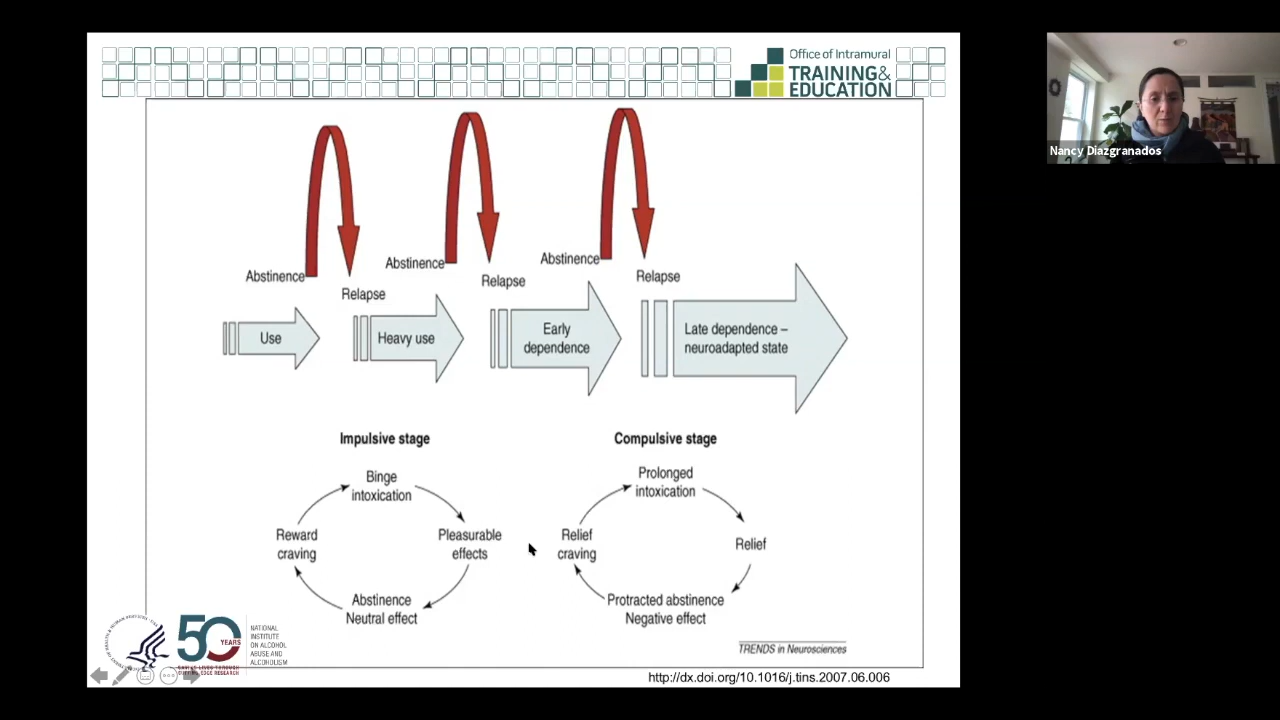 Office of Intramural
TRAINING&
EDUCATION
Nancy Diazgranados
Abstinence
Relapse
Abstinence
Relapse
Abstinence
Relapse
Use
Heavy use
Early
dependence
Late dependence –
neuroadapted state
Impulsive stage
Binge
intoxication
Pleasurable
effects
Abstinence
Neutral effect
Reward
craving
Compulsive stage
Prolonged
intoxication
Relief
Protracted abstinence
Negative effect
Relief
craving
50
YEARS
NATIONAL
INSTITUTE
ON ALCOHOL
ABUSE AND
ALCOHOLISM
TRENDS in Neurosciences
http://dx.doi.org/10.1016/j.tins.2007.06.006